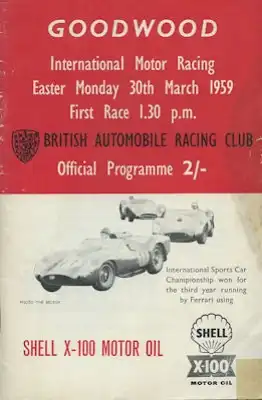 GOODWOOD
International Motor Racing
Easter Monday 30th March 1959
First Race 1.30 p.m.
BRITISH AUTOMOBILE RACING CLUB
Official Programme 2/-
International Sports Car
Championship won for
the third year running
by Ferrari using
SHELL X-100 MOTOR OIL
SHELL
X-100
MOTOR OIL